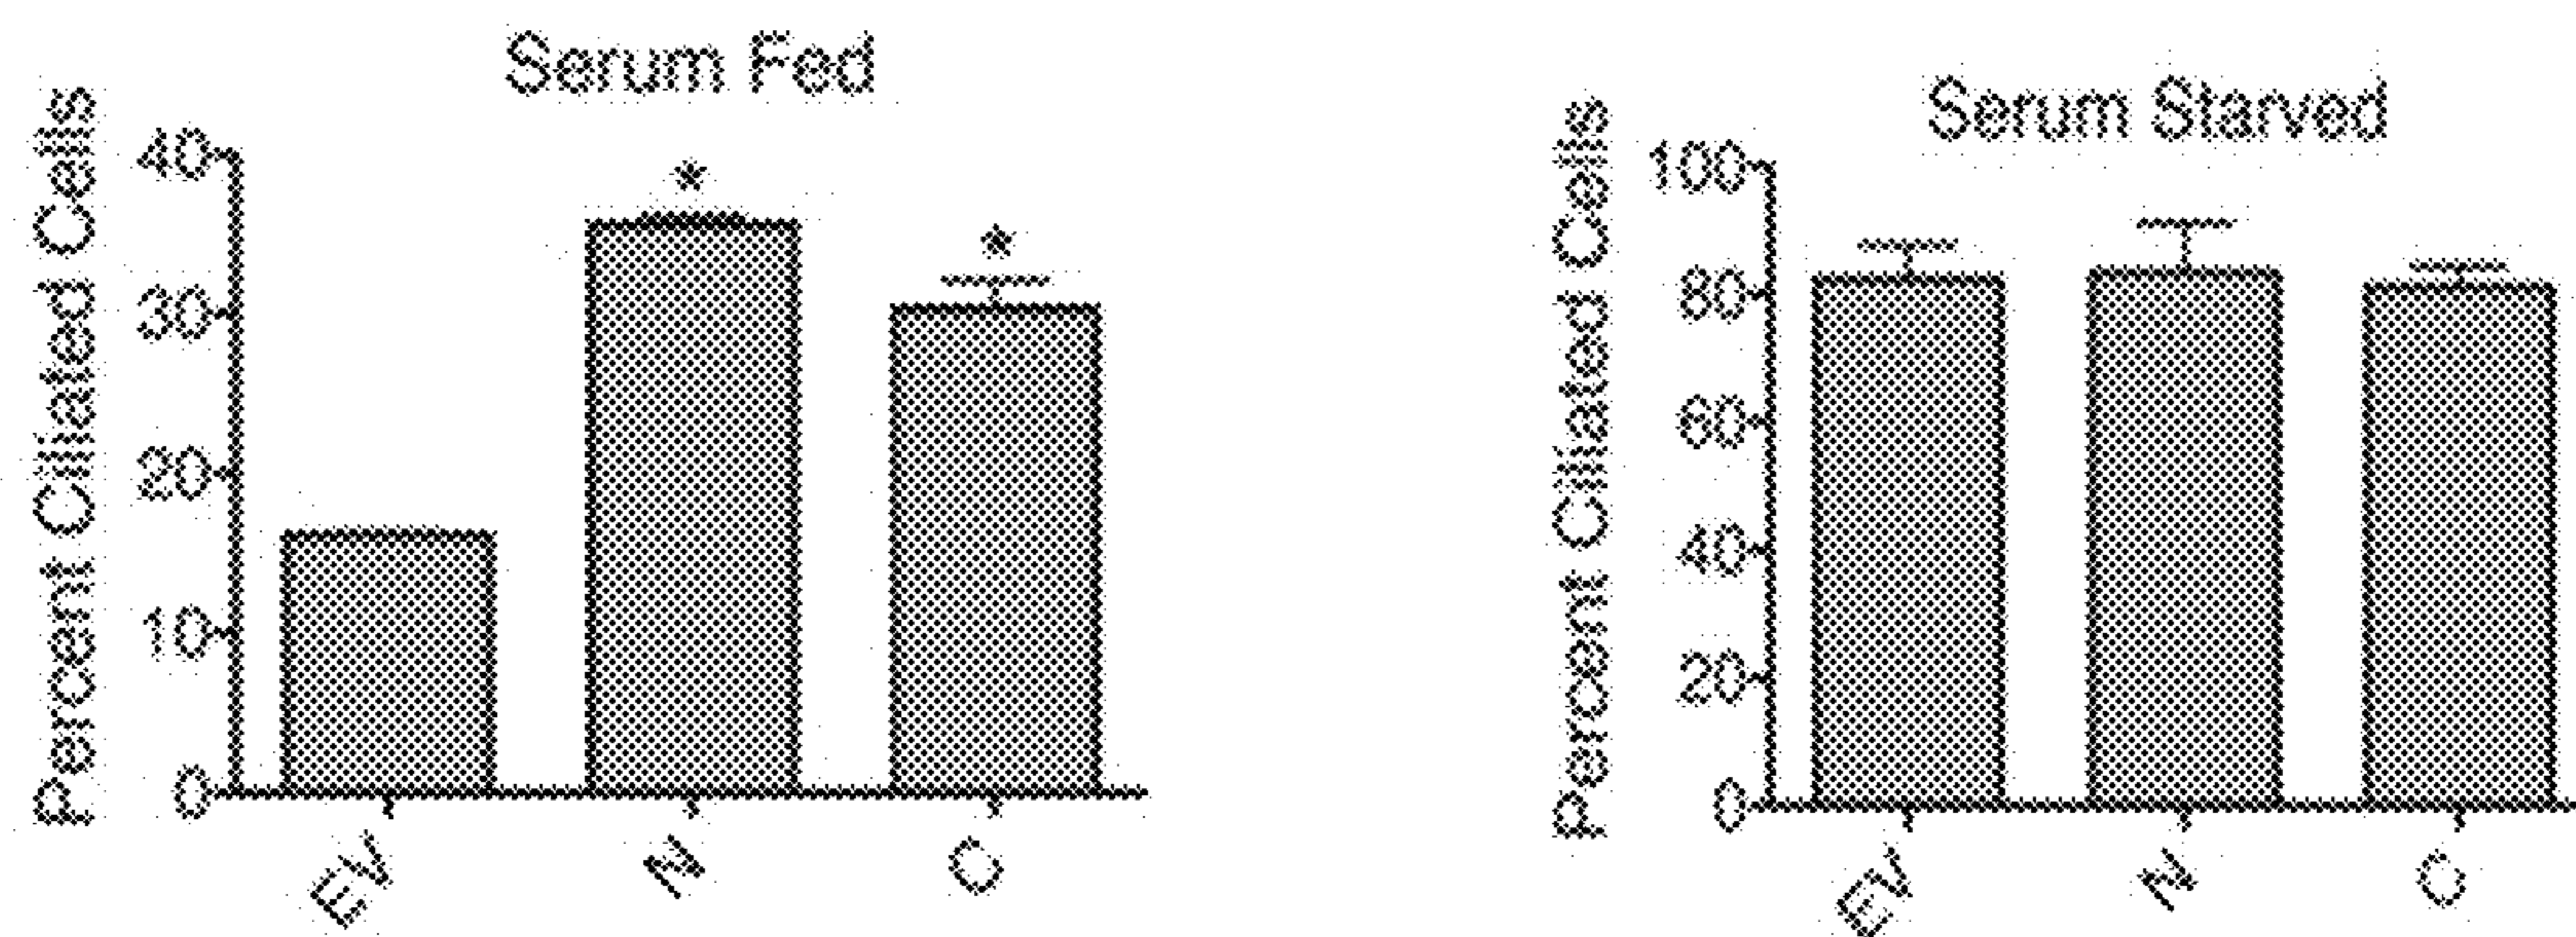 Serum Fed
Percent Ciliated Cells
40
30
20
10
0
*
*
EV
N
C
Serum Starved
Percent Ciliated Cells
100
80
60
40
20
0
EV
N
C